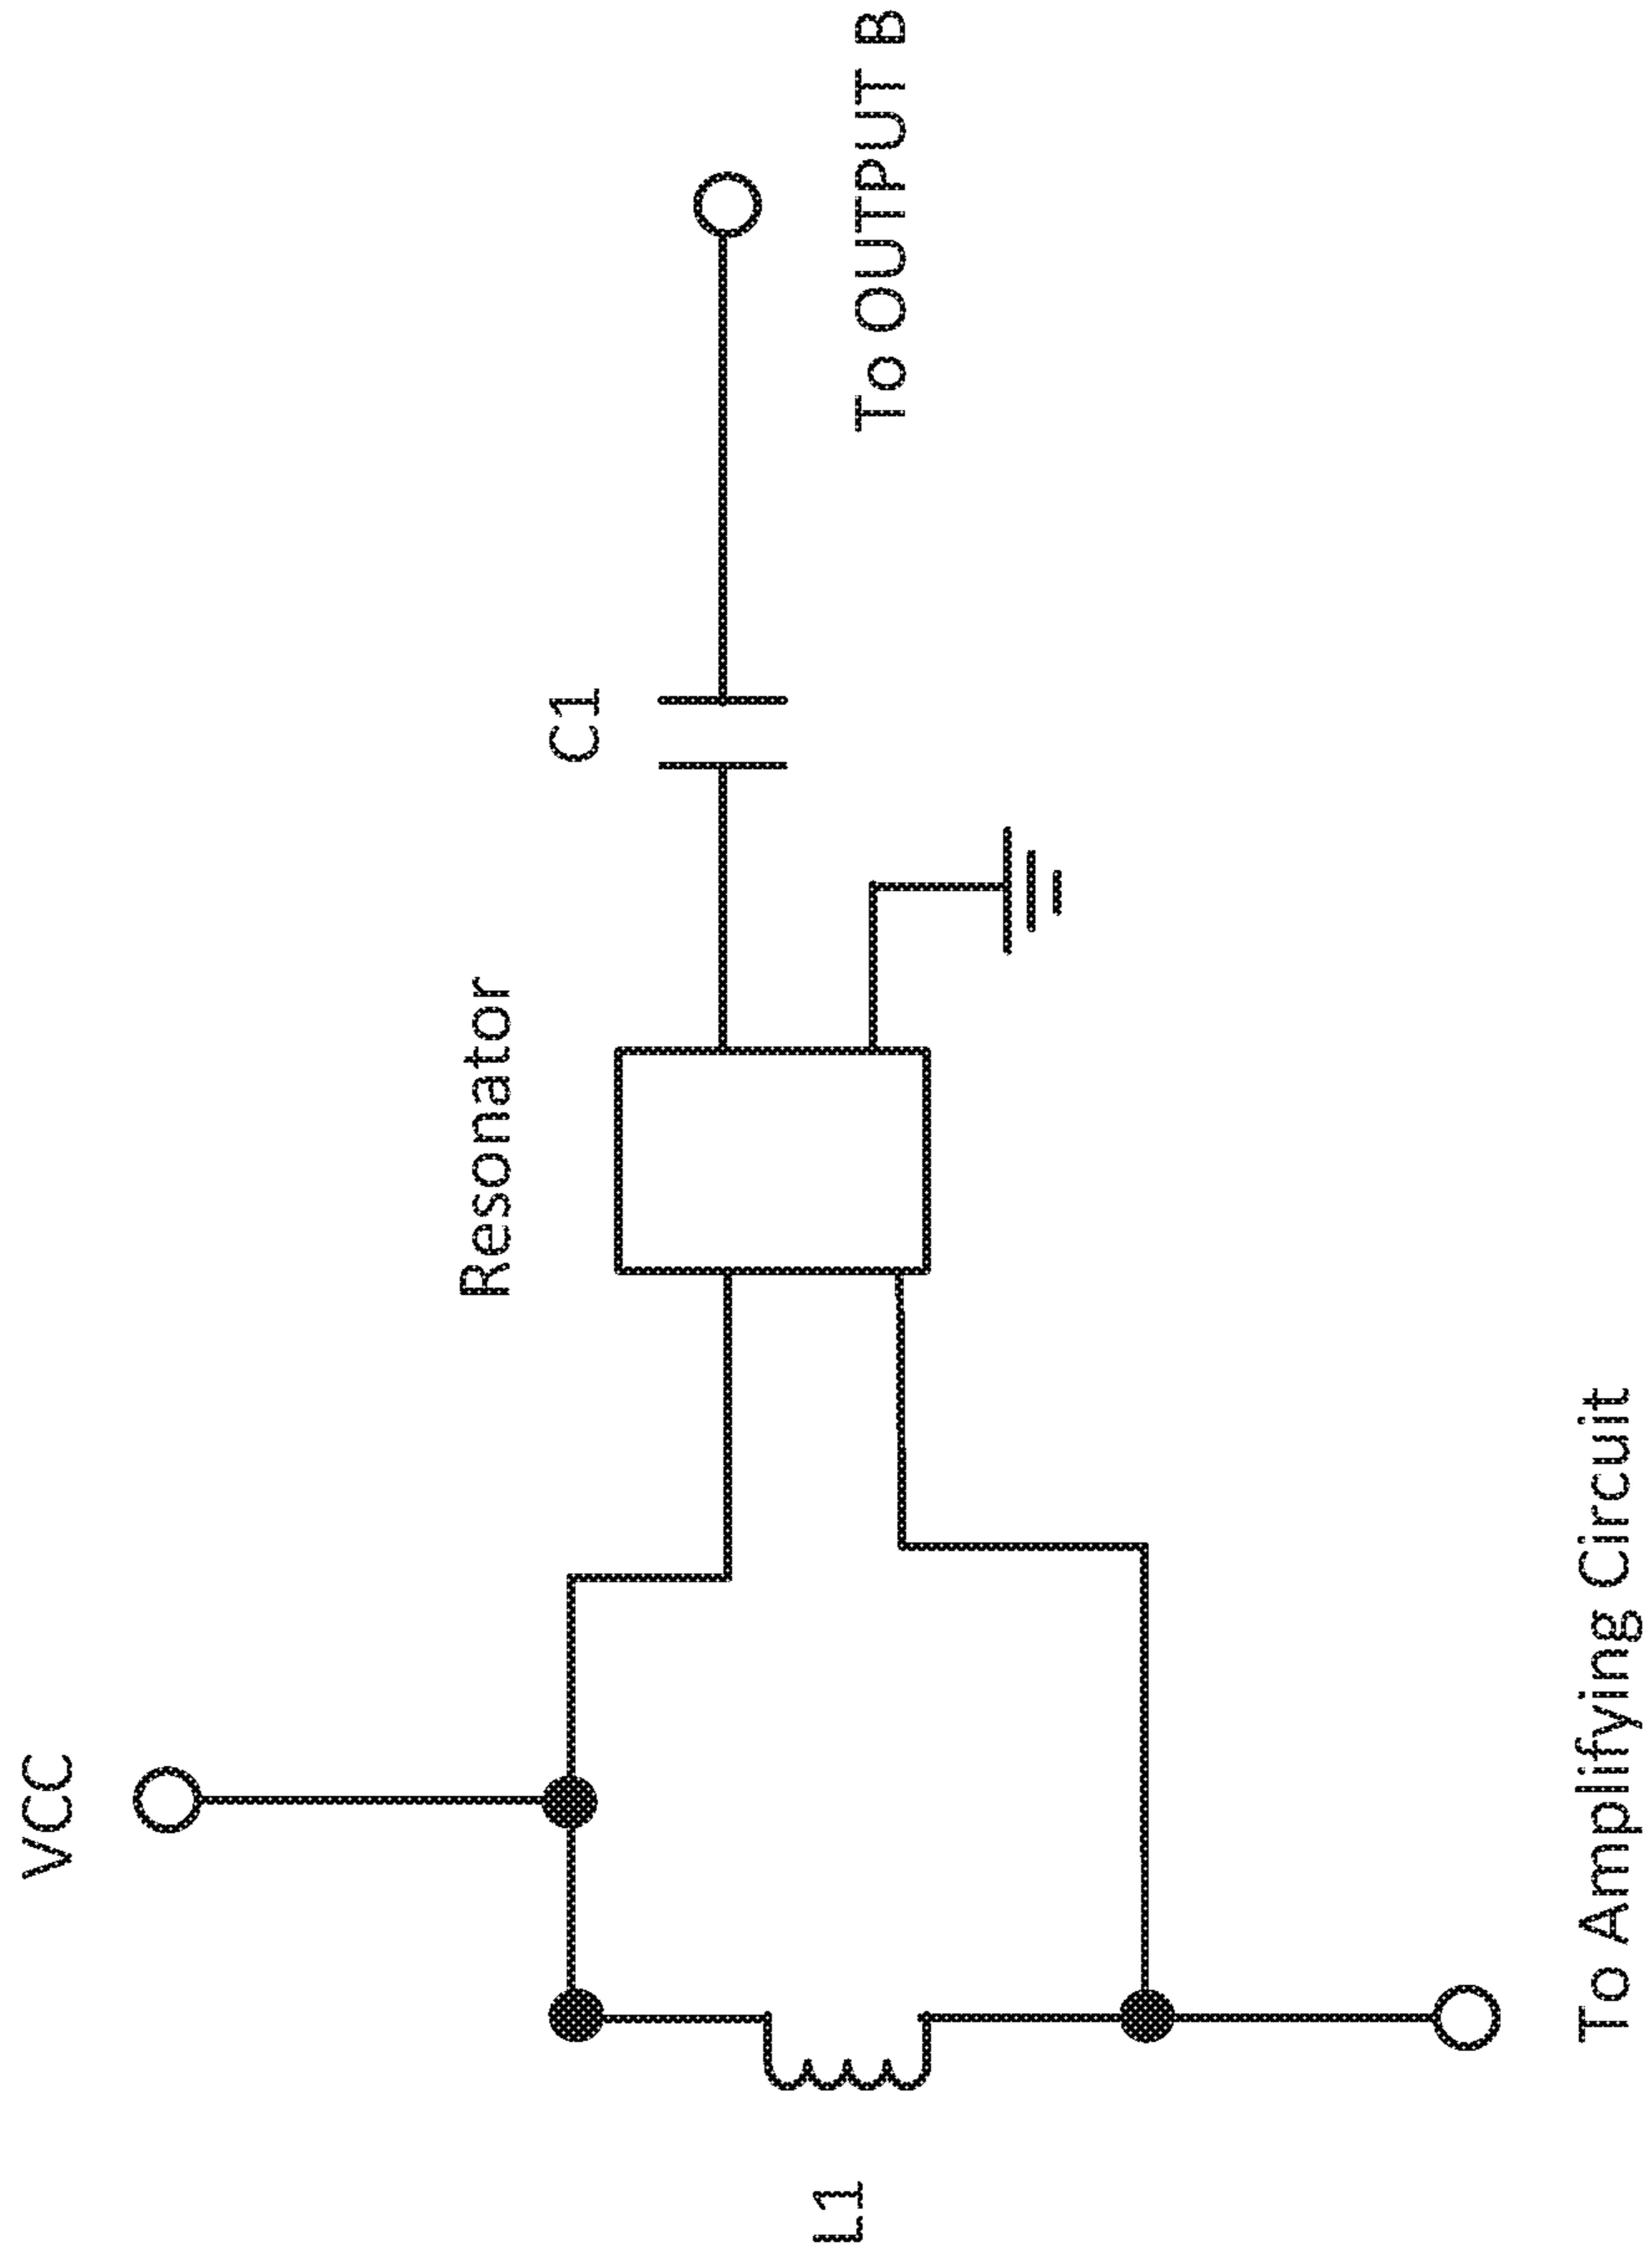 VCC
Resonator
C1
To OUTPUT B
L1
To Amplifying Circuit